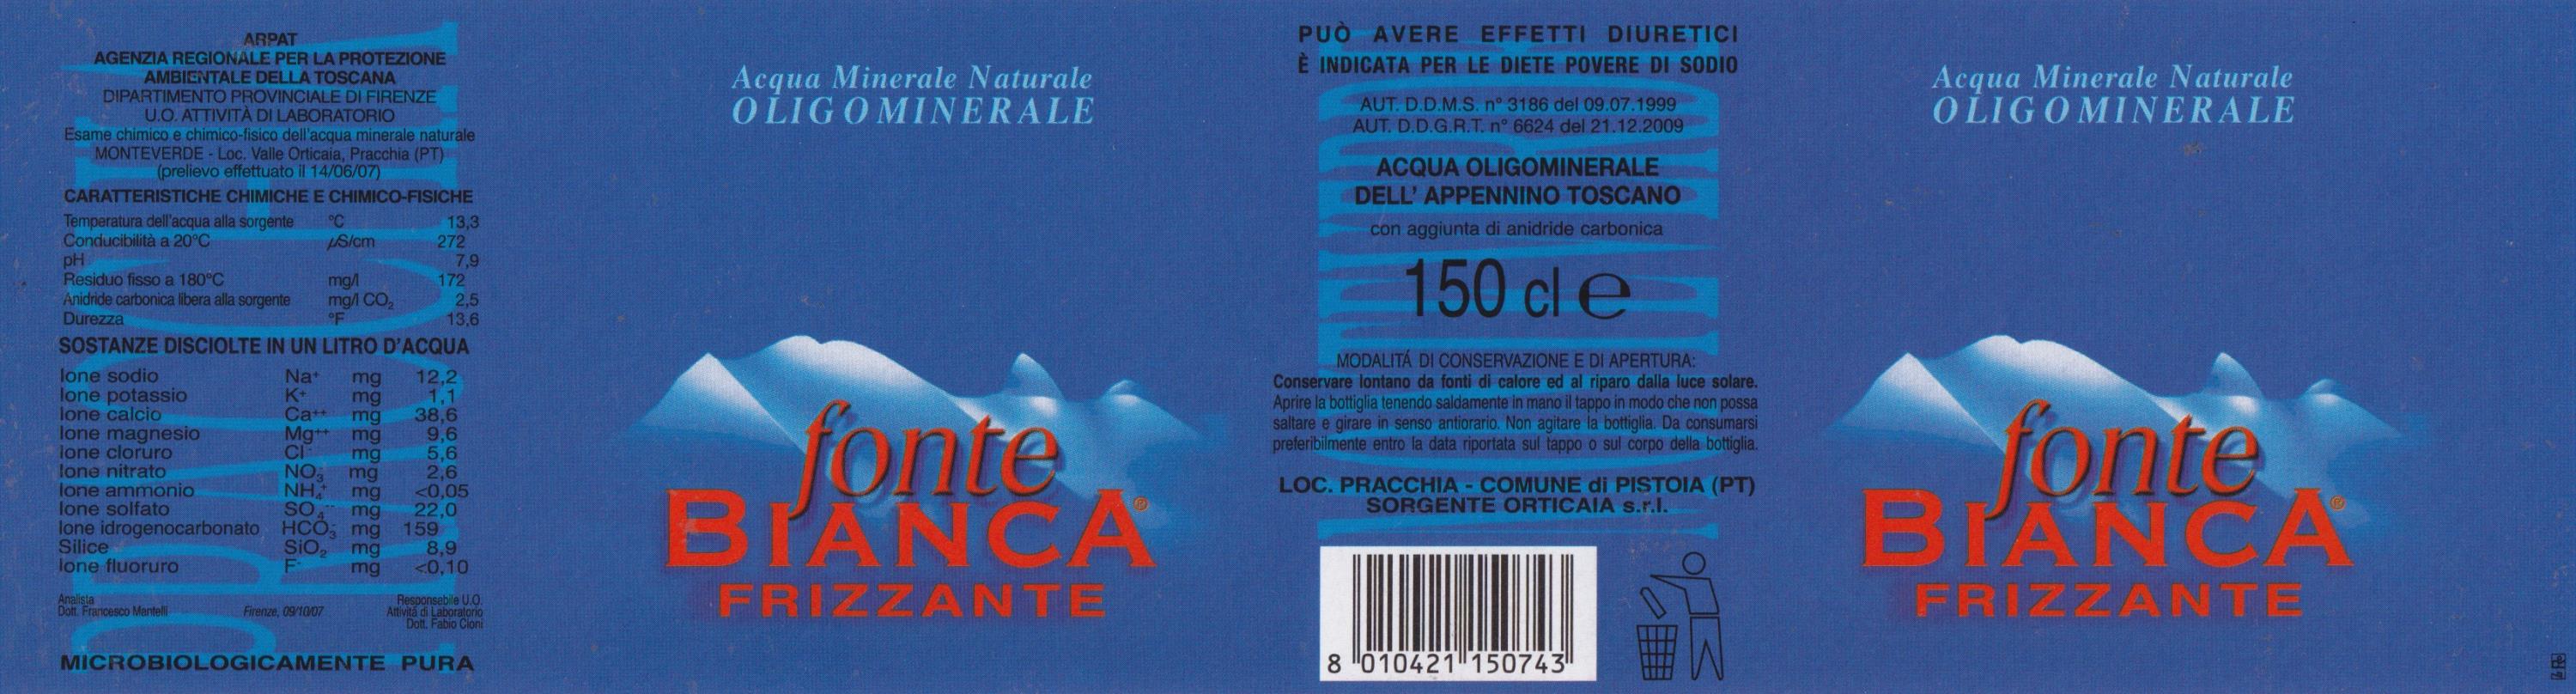 ARPAT
AGENZIA REGIONALE PER LA PROTEZIONE
AMBIENTALE DELLA TOSCANA
DIPARTIMENTO PROVINCIALE DI FIRENZE
U.O. ATTIVITÀ DI LABORATORIO
Esame chimico e chimico-fisico dell'acqua minerale naturale
MONTEVERDE - Loc. Valle Orticaia, Pracchia (PT)
(prelievo effettuato il 14/06/07)
CARATTERISTICHE CHIMICHE E CHIMICO-FISICHE
Temperatura dell'acqua alla sorgente °C 13,3
Conducibilità a 20°C µS/cm 272
pH 7,9
Residuo fisso a 180°C mg/l 172
Anidride carbonica libera alla sorgente mg/l CO₂ 2,5
Durezza °F 13,6
SOSTANZE DISCIOLTE IN UN LITRO D'ACQUA
Ione sodio Na⁺ mg 12,2
Ione potassio K⁺ mg 1,1
Ione calcio Ca⁺⁺ mg 38,6
Ione magnesio Mg⁺⁺ mg 9,6
Ione cloruro Cl⁻ mg 5,6
Ione nitrato NO₃⁻ mg 2,6
Ione ammonio NH₄⁺ mg <0,05
Ione solfato SO₄⁻⁻ mg 22,0
Ione idrogenocarbonato HCO₃⁻ mg 159
Silice SiO₂ mg 8,9
Ione fluoruro F⁻ mg <0,10
Analista
Dott. Francesco Mantelli
Firenze, 09/10/07
Responsabile U.O.
Attività di Laboratorio
Dott. Fabio Cioni
MICROBIOLOGICAMENTE PURA
Acqua Minerale Naturale
OLIGOMINERALE
fonte
BIANCA®
FRIZZANTE
PUÒ AVERE EFFETTI DIURETICI
È INDICATA PER LE DIETE POVERE DI SODIO
AUT. D.D.M.S. n° 3186 del 09.07.1999
AUT. D.D.G.R.T. n° 6624 del 21.12.2009
ACQUA OLIGOMINERALE
DELL' APPENNINO TOSCANO
con aggiunta di anidride carbonica
150 cl ℮
MODALITÁ DI CONSERVAZIONE E DI APERTURA:
Conservare lontano da fonti di calore ed al riparo dalla luce solare.
Aprire la bottiglia tenendo saldamente in mano il tappo in modo che non possa
saltare e girare in senso antiorario. Non agitare la bottiglia. Da consumarsi
preferibilmente entro la data riportata sul tappo o sul corpo della bottiglia.
LOC. PRACCHIA - COMUNE di PISTOIA (PT)
SORGENTE ORTICAIA s.r.l.
8 010421 150743
Acqua Minerale Naturale
OLIGOMINERALE
fonte
BIANCA®
FRIZZANTE